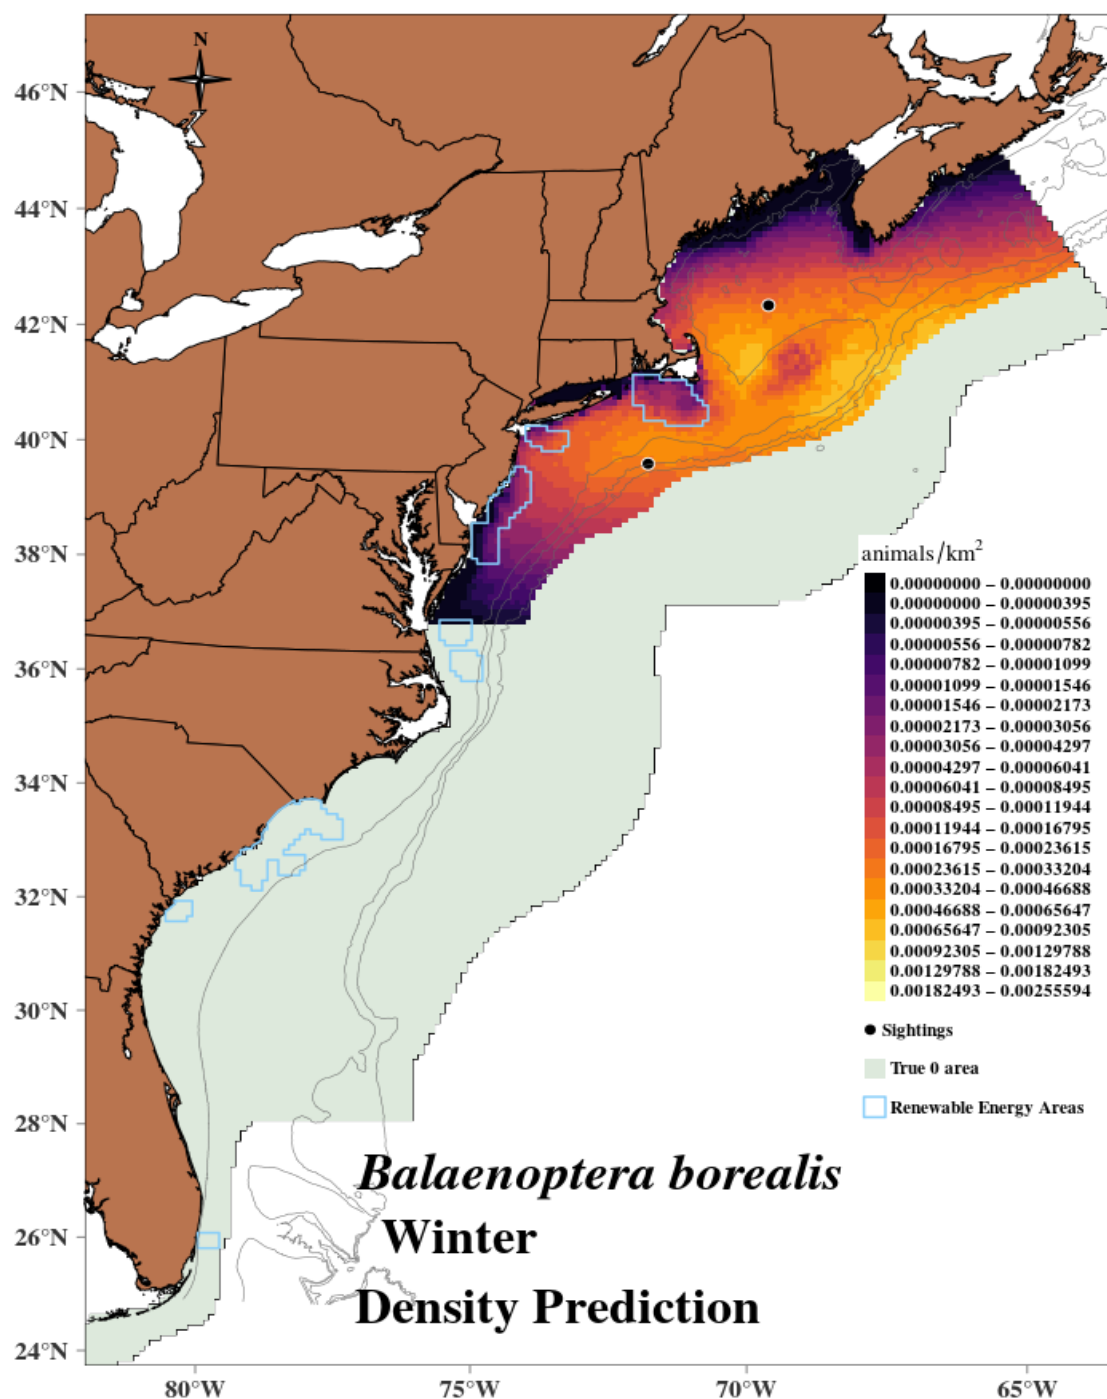 N
46°N
44°N
42°N
40°N
38°N
36°N
34°N
32°N
30°N
28°N
26°N
24°N
animals/km²
0.00000000 – 0.00000000
0.00000000 – 0.00000395
0.00000395 – 0.00000556
0.00000556 – 0.00000782
0.00000782 – 0.00001099
0.00001099 – 0.00001546
0.00001546 – 0.00002173
0.00002173 – 0.00003056
0.00003056 – 0.00004297
0.00004297 – 0.00006041
0.00006041 – 0.00008495
0.00008495 – 0.00011944
0.00011944 – 0.00016795
0.00016795 – 0.00023615
0.00023615 – 0.00033204
0.00033204 – 0.00046688
0.00046688 – 0.00065647
0.00065647 – 0.00092305
0.00092305 – 0.00129788
0.00129788 – 0.00182493
0.00182493 – 0.00255594
Sightings
True 0 area
Renewable Energy Areas
Balaenoptera borealis
Winter
Density Prediction
80°W 75°W 70°W 65°W